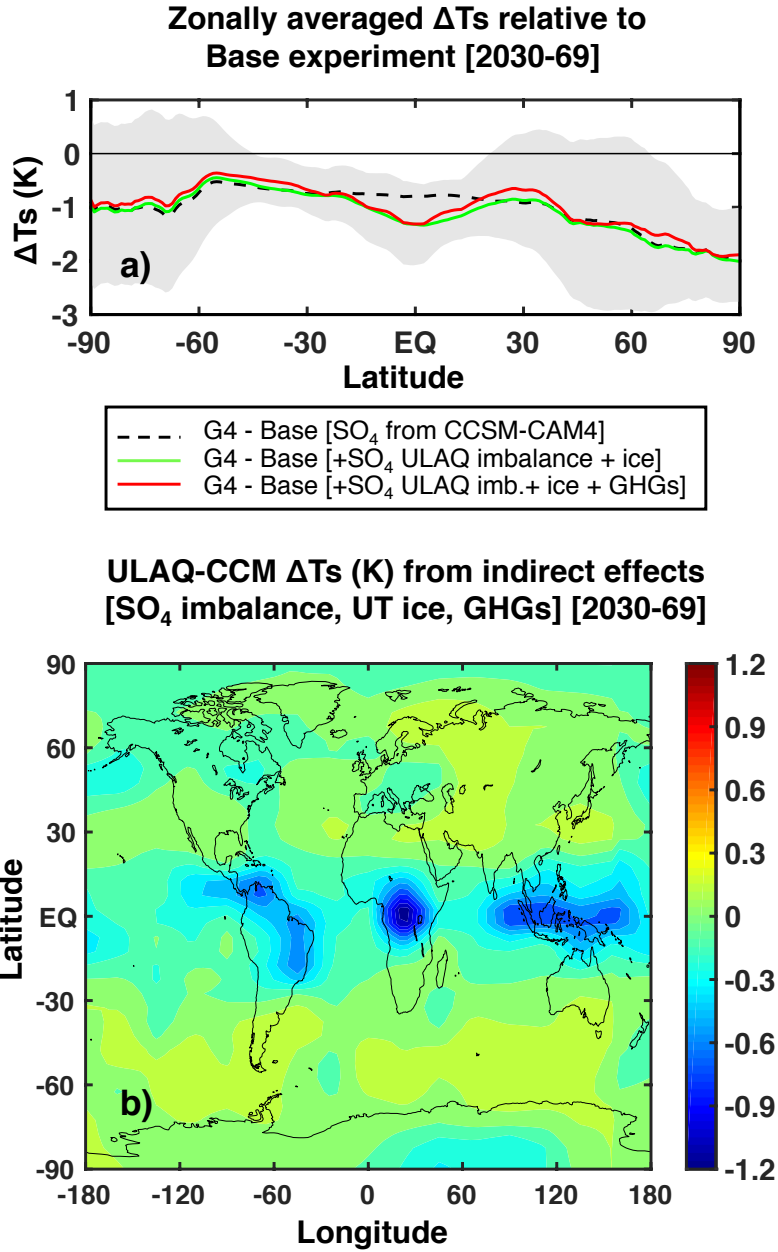 Zonally averaged ΔTs relative to
Base experiment [2030-69]
1
0
-1
-2
-3
ΔTs (K)
a)
-90 -60 -30 EQ 30 60 90
Latitude
G4 - Base [SO₄ from CCSM-CAM4]
G4 - Base [+SO₄ ULAQ imbalance + ice]
G4 - Base [+SO₄ ULAQ imb.+ ice + GHGs]
ULAQ-CCM ΔTs (K) from indirect effects
[SO₄ imbalance, UT ice, GHGs] [2030-69]
90
60
30
EQ
-30
-60
-90
Latitude
b)
-180 -120 -60 0 60 120 180
Longitude
1.2
0.9
0.6
0.3
0
-0.3
-0.6
-0.9
-1.2